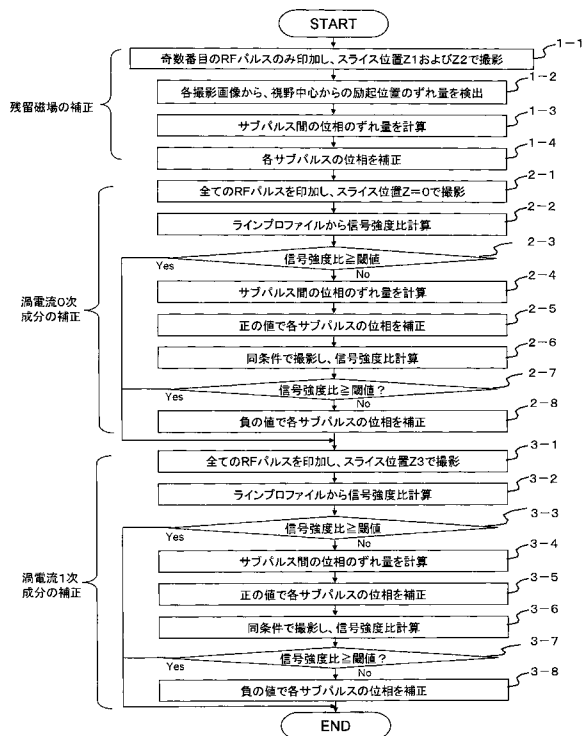 START
奇数番目のRFパルスのみ印加し、スライス位置Z1およびZ2で撮影
1-1
各撮影画像から、視野中心からの励起位置のずれ量を検出
1-2
残留磁場の補正
サブパルス間の位相のずれ量を計算
1-3
各サブパルスの位相を補正
1-4
全てのRFパルスを印加し、スライス位置Z=0で撮影
2-1
ラインプロファイルから信号強度比計算
2-2
信号強度比≧閾値
2-3
Yes
No
サブパルス間の位相のずれ量を計算
2-4
渦電流0次
成分の補正
正の値で各サブパルスの位相を補正
2-5
同条件で撮影し、信号強度比計算
2-6
信号強度比≧閾値?
2-7
Yes
No
負の値で各サブパルスの位相を補正
2-8
全てのRFパルスを印加し、スライス位置Z3で撮影
3-1
ラインプロファイルから信号強度比計算
3-2
信号強度比≧閾値
3-3
Yes
No
サブパルス間の位相のずれ量を計算
3-4
渦電流1次
成分の補正
正の値で各サブパルスの位相を補正
3-5
同条件で撮影し、信号強度比計算
3-6
信号強度比≧閾値?
3-7
Yes
No
負の値で各サブパルスの位相を補正
3-8
END